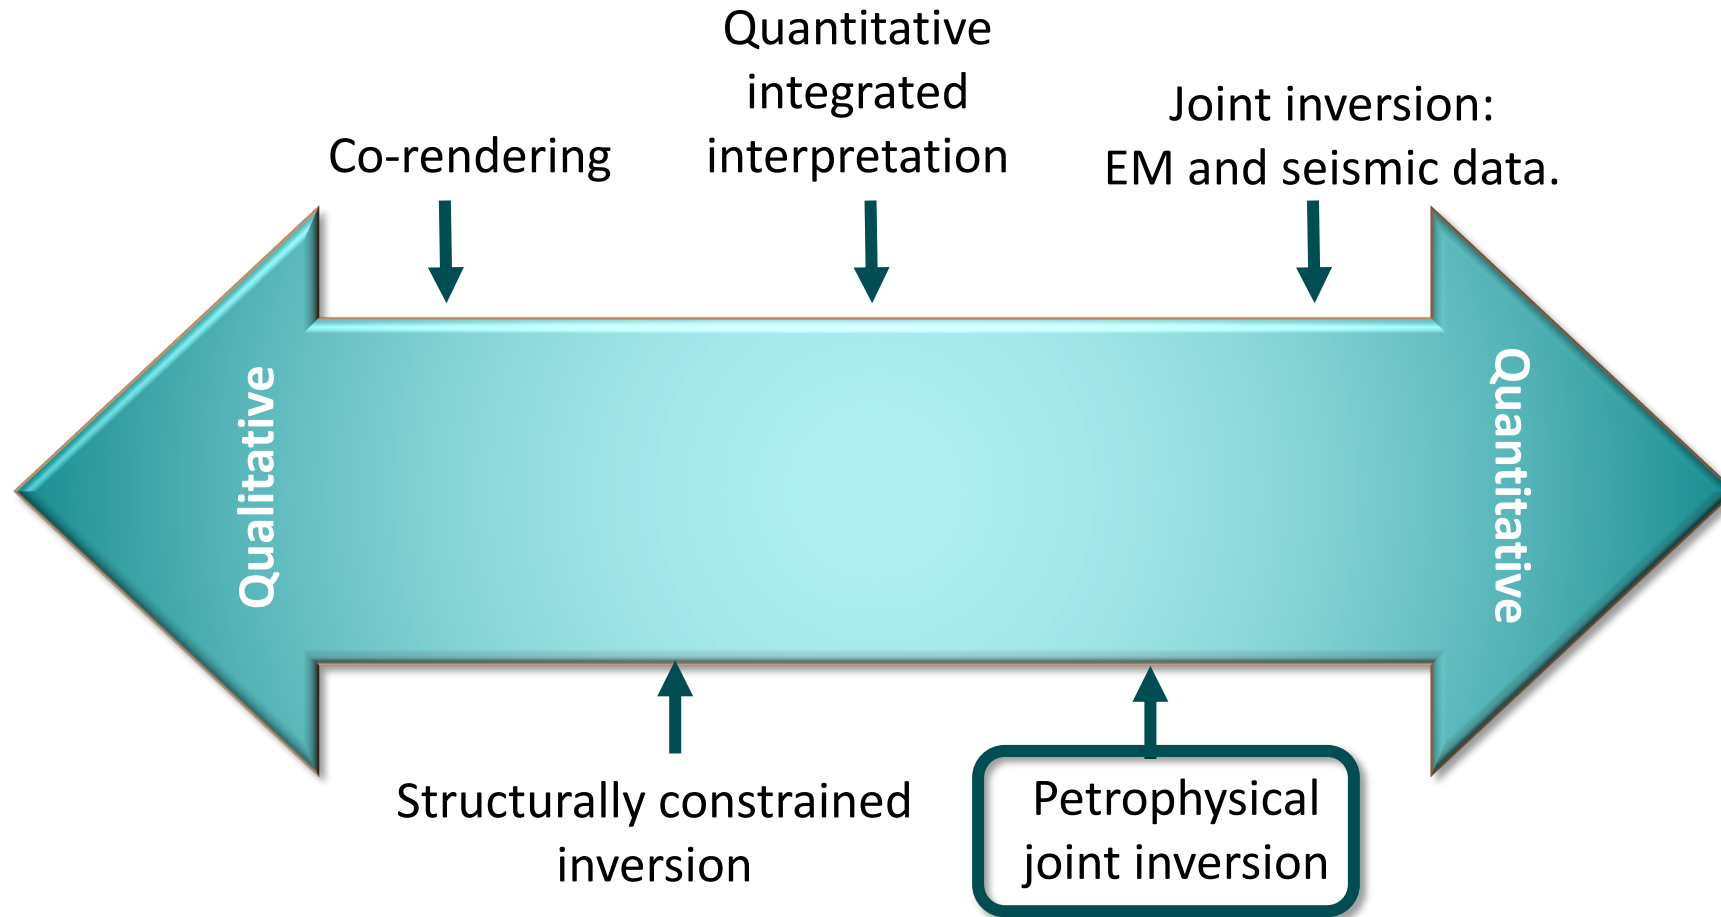 Quantitative
integrated
interpretation
Co-rendering
Joint inversion:
EM and seismic data.
Qualitative
Quantitative
Structurally constrained
inversion
Petrophysical
joint inversion